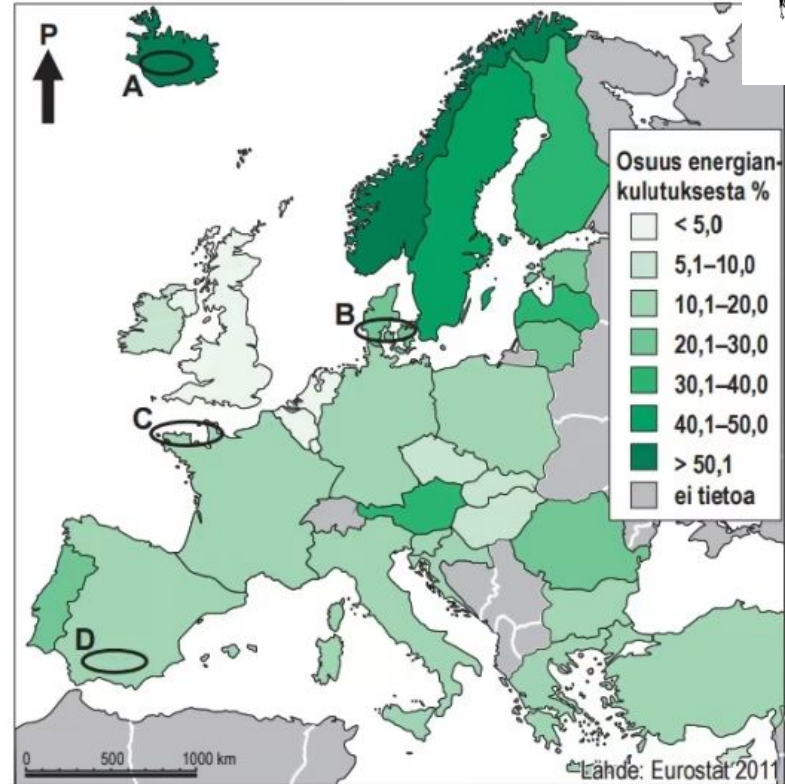 P
A
B
C
D
Osuus energian-
kulutuksesta %
< 5,0
5,1–10,0
10,1–20,0
20,1–30,0
30,1–40,0
40,1–50,0
> 50,1
ei tietoa
0 500 1000 km
Lähde: Eurostat 2011